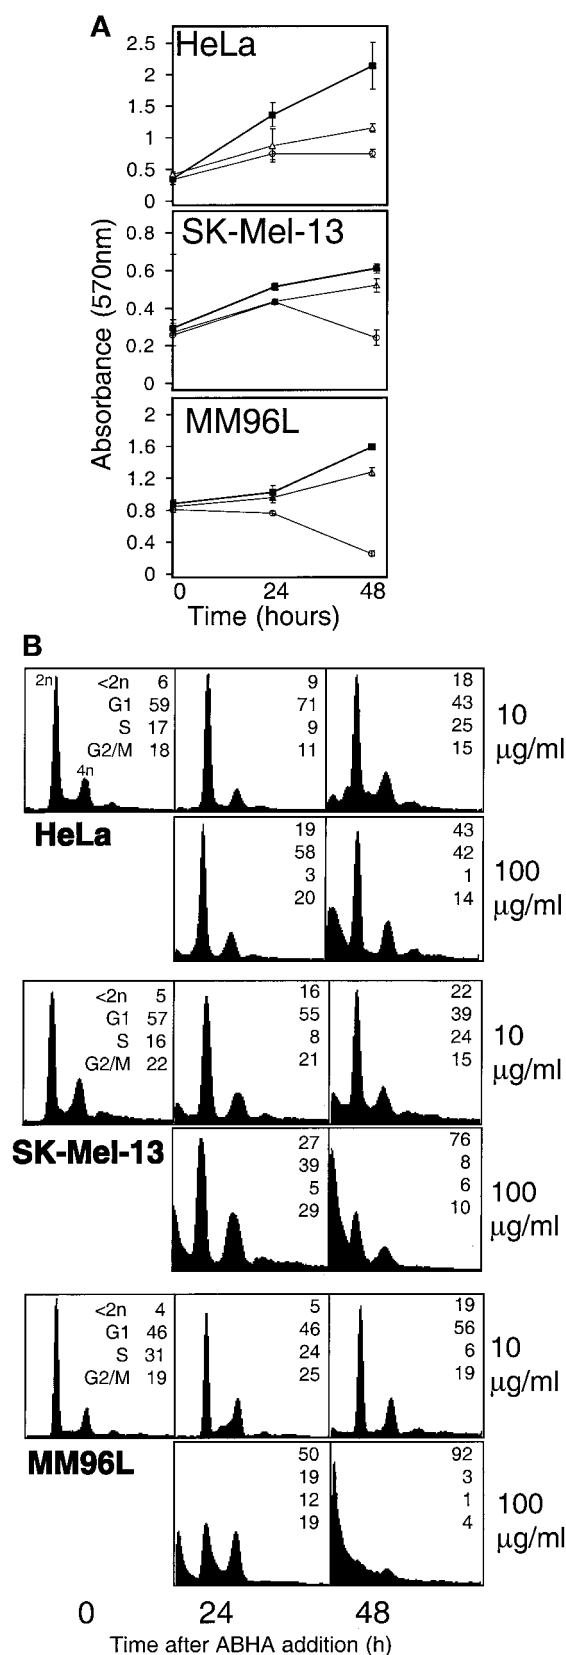 A
HeLa
2.5
2
1.5
1
0.5
0
SK-Mel-13
0.8
0.6
0.4
0.2
0
MM96L
2
1.6
1.2
0.8
0.4
0
Absorbance (570nm)
0 24 48
Time (hours)
B
2n
4n
<2n 6
G1 59
S 17
G2/M 18
9
71
9
11
18
43
25
15
10
μg/ml
HeLa
19
58
3
20
43
42
1
14
100
μg/ml
<2n 5
G1 57
S 16
G2/M 22
16
55
8
21
22
39
24
15
10
μg/ml
SK-Mel-13
27
39
5
29
76
8
6
10
100
μg/ml
<2n 4
G1 46
S 31
G2/M 19
5
46
24
25
19
56
6
19
10
μg/ml
MM96L
50
19
12
19
92
3
1
4
100
μg/ml
0 24 48
Time after ABHA addition (h)